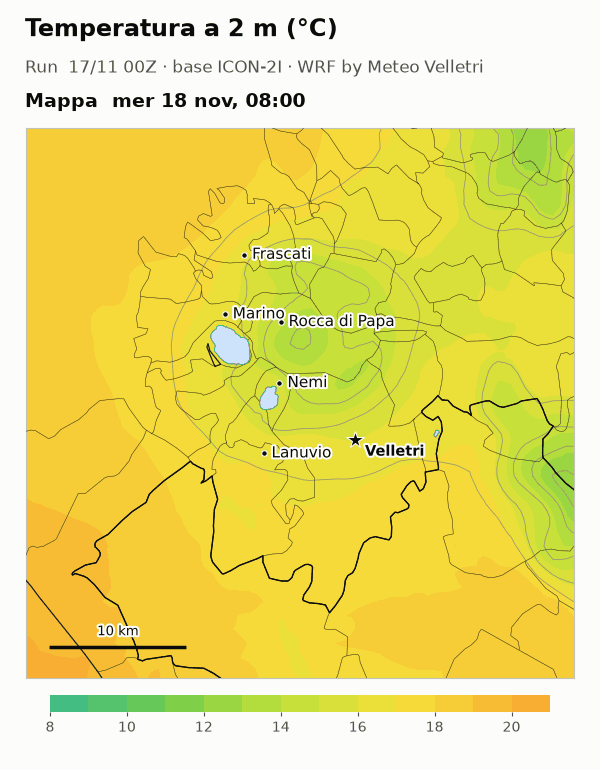 Temperatura a 2 m (°C)
Run  17/11 00Z · base ICON-2I · WRF by Meteo Velletri
Mappa  mer 18 nov, 08:00
Frascati
Marino
Rocca di Papa
Nemi
Velletri
Lanuvio
10 km
8 10 12 14 16 18 20